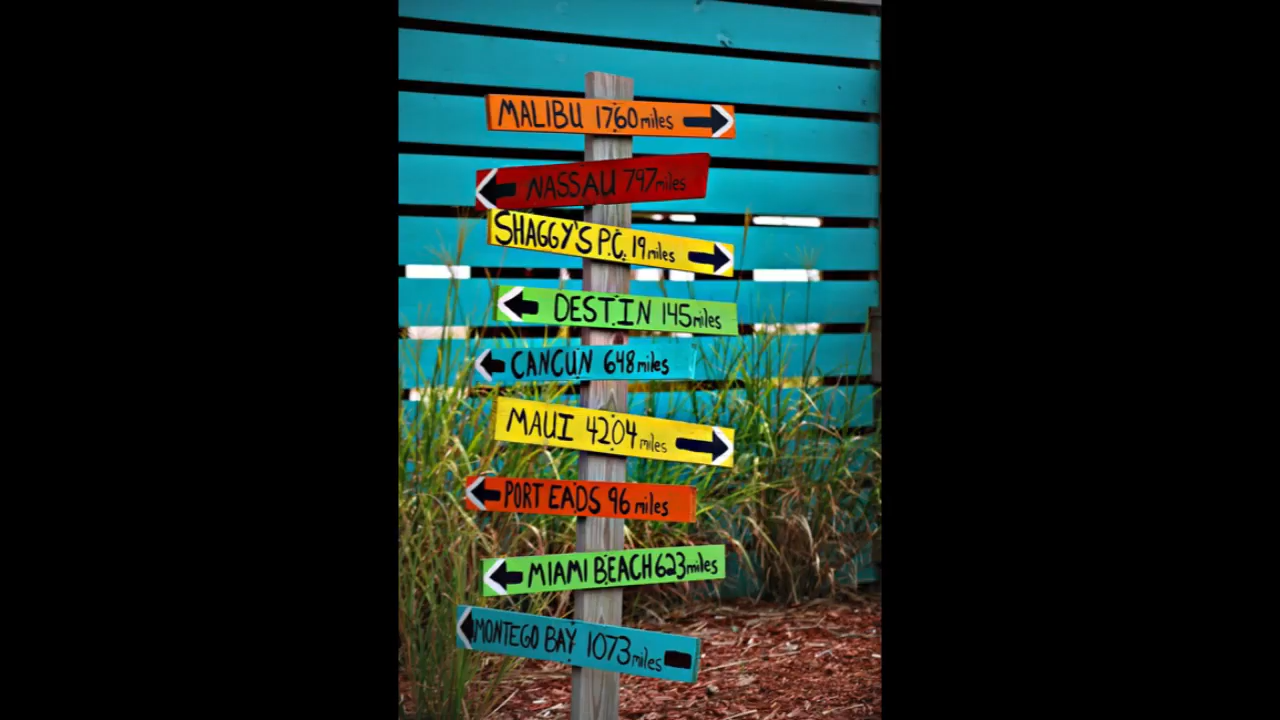 MALIBU 1760 miles
NASSAU 797 miles
SHAGGY'S P.C. 19 miles
DESTIN 145 miles
CANCUN 648 miles
MAUI 4204 miles
PORT EADS 96 miles
MIAMI BEACH 623 miles
MONTEGO BAY 1073 miles